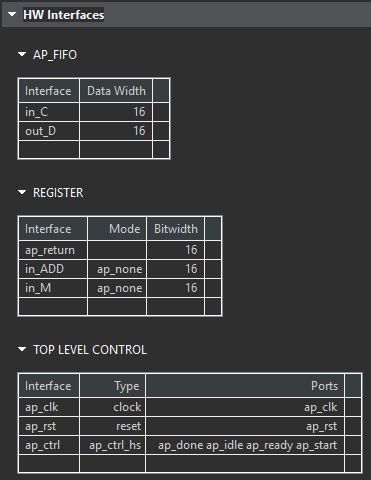 HW Interfaces
AP_FIFO
Interface Data Width
in_C 16
out_D 16
REGISTER
Interface Mode Bitwidth
ap_return 16
in_ADD ap_none 16
in_M ap_none 16
TOP LEVEL CONTROL
Interface Type Ports
ap_clk clock ap_clk
ap_rst reset ap_rst
ap_ctrl ap_ctrl_hs ap_done ap_idle ap_ready ap_start